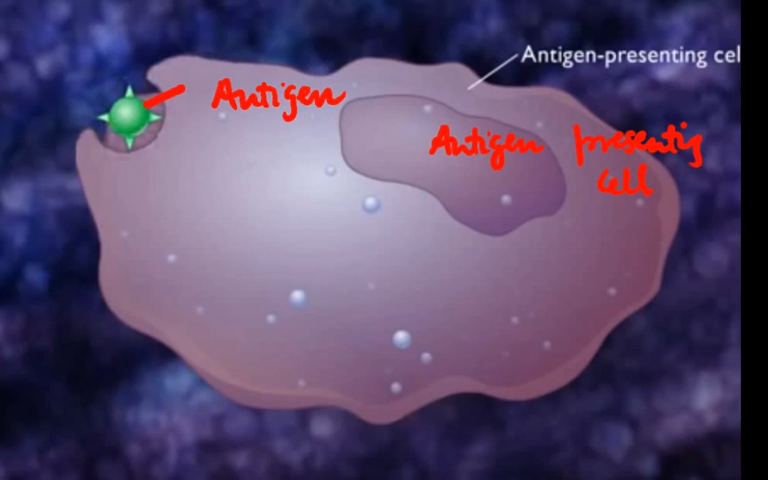 Antigen-presenting cel
Antigen
Antigen presentig
cell